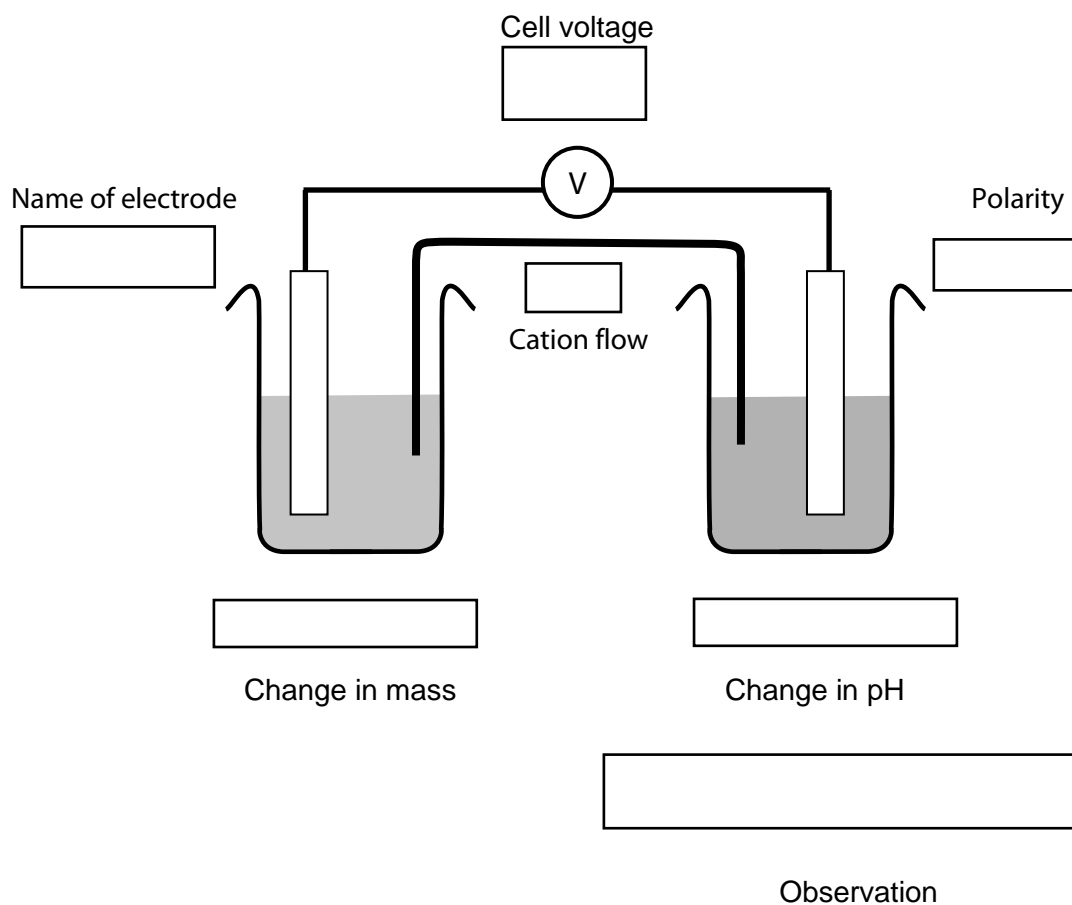 Cell voltage
V
Name of electrode
Polarity
Cation flow
Change in mass
Change in pH
Observation